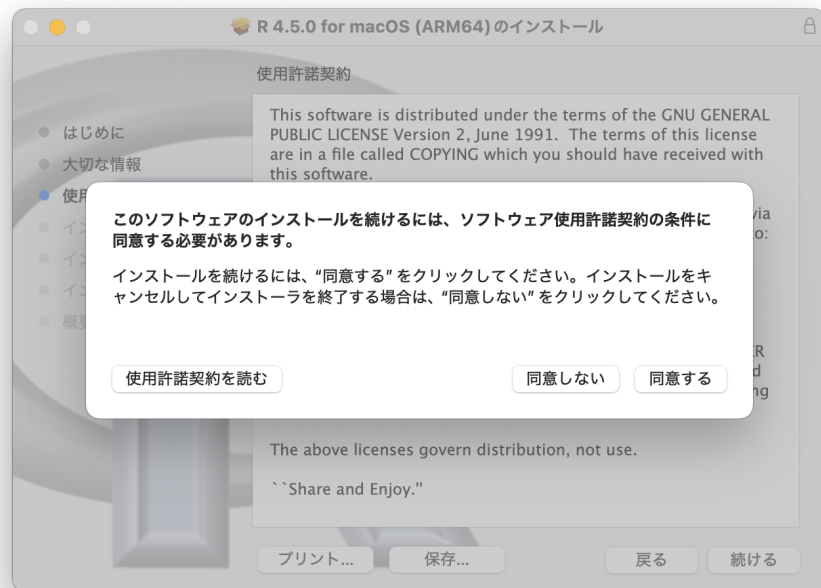 R 4.5.0 for macOS (ARM64)のインストール
使用許諾契約
はじめに
大切な情報
This software is distributed under the terms of the GNU GENERAL
PUBLIC LICENSE Version 2, June 1991.  The terms of this license
are in a file called COPYING which you should have received with
this software.
このソフトウェアのインストールを続けるには、ソフトウェア使用許諾契約の条件に
同意する必要があります。
インストールを続けるには、“同意する” をクリックしてください。インストールをキ
ャンセルしてインストーラを終了する場合は、“同意しない” をクリックしてください。
使用許諾契約を読む
同意しない
同意する
The above licenses govern distribution, not use.
``Share and Enjoy.''
プリント...
保存...
戻る
続ける